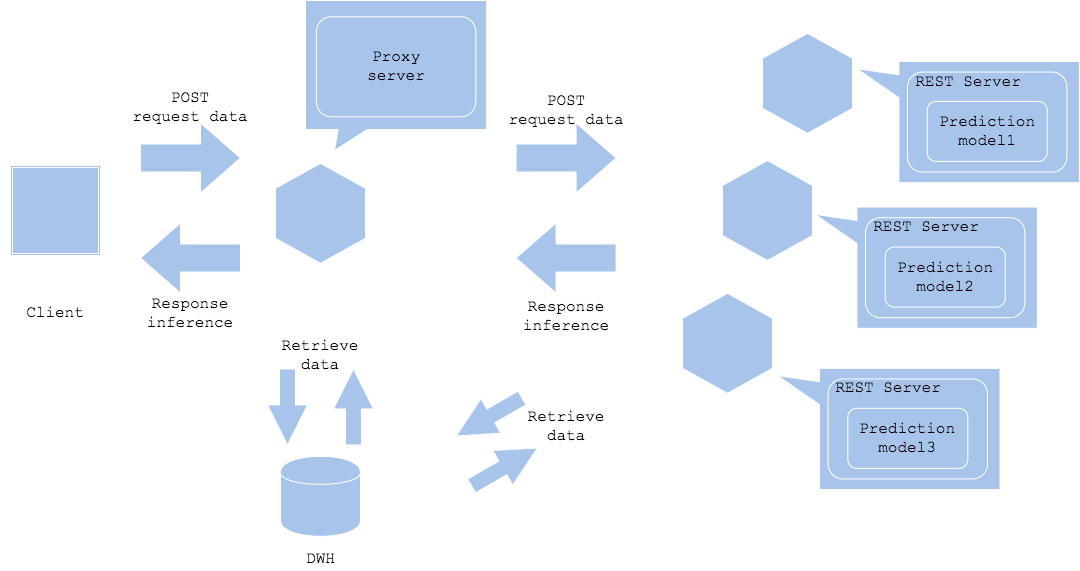 Proxy
server
POST
request data
POST
request data
REST Server
Prediction
model1
REST Server
Prediction
model2
Client
Response
inference
Response
inference
Retrieve
data
REST Server
Prediction
model3
Retrieve
data
DWH